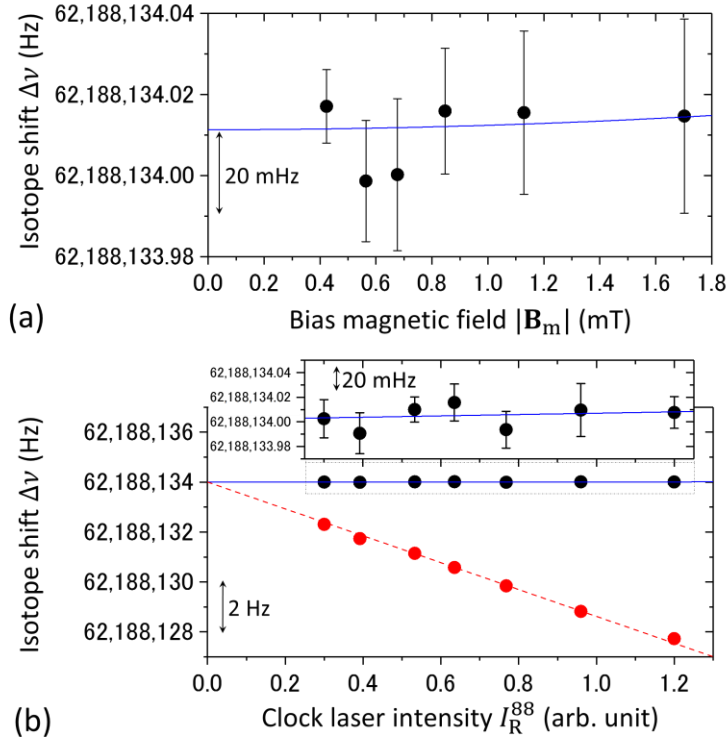 62,188,134.04
62,188,134.02
62,188,134.00
62,188,133.98
Isotope shift Δν (Hz)
20 mHz
0.0 0.2 0.4 0.6 0.8 1.0 1.2 1.4 1.6 1.8
(a)
Bias magnetic field |𝐁ₘ| (mT)
62,188,134.04
62,188,134.02
62,188,134.00
62,188,133.98
20 mHz
62,188,136
62,188,134
62,188,132
62,188,130
62,188,128
Isotope shift Δν (Hz)
2 Hz
0.0 0.2 0.4 0.6 0.8 1.0 1.2
(b)
Clock laser intensity I_R^88 (arb. unit)